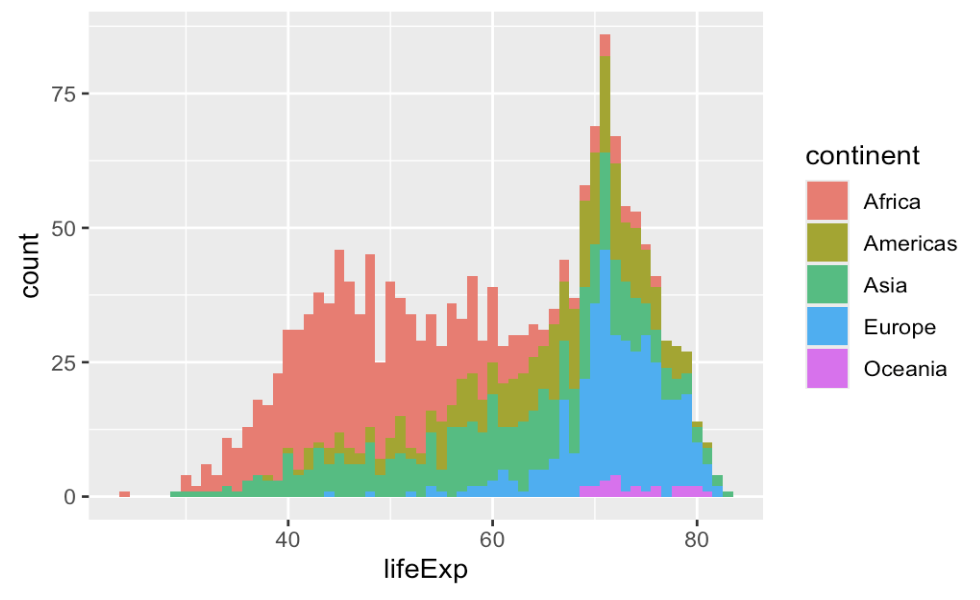 75
50
25
0
count
40
60
80
lifeExp
continent
Africa
Americas
Asia
Europe
Oceania